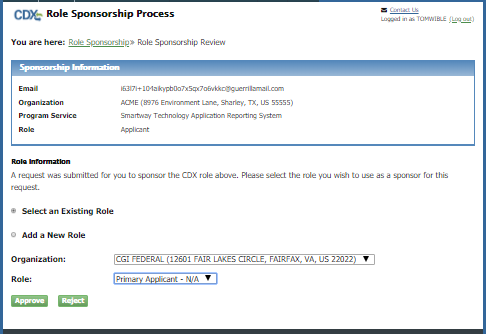 CDX Role Sponsorship Process
Contact Us
Logged in as TOMWIBLE (Log out)
You are here: Role Sponsorship» Role Sponsorship Review
Sponsorship Information
Email i63l7i+104aikypb0o7x5qx7o6vkkc@guerrillamail.com
Organization ACME (8976 Environment Lane, Sharley, TX, US 55555)
Program Service Smartway Technology Application Reporting System
Role Applicant
Role Information
A request was submitted for you to sponsor the CDX role above. Please select the role you wish to use as a sponsor for this
request.
Select an Existing Role
Add a New Role
Organization: CGI FEDERAL (12601 FAIR LAKES CIRCLE, FAIRFAX, VA, US 22022)
Role: Primary Applicant - N/A
Approve Reject